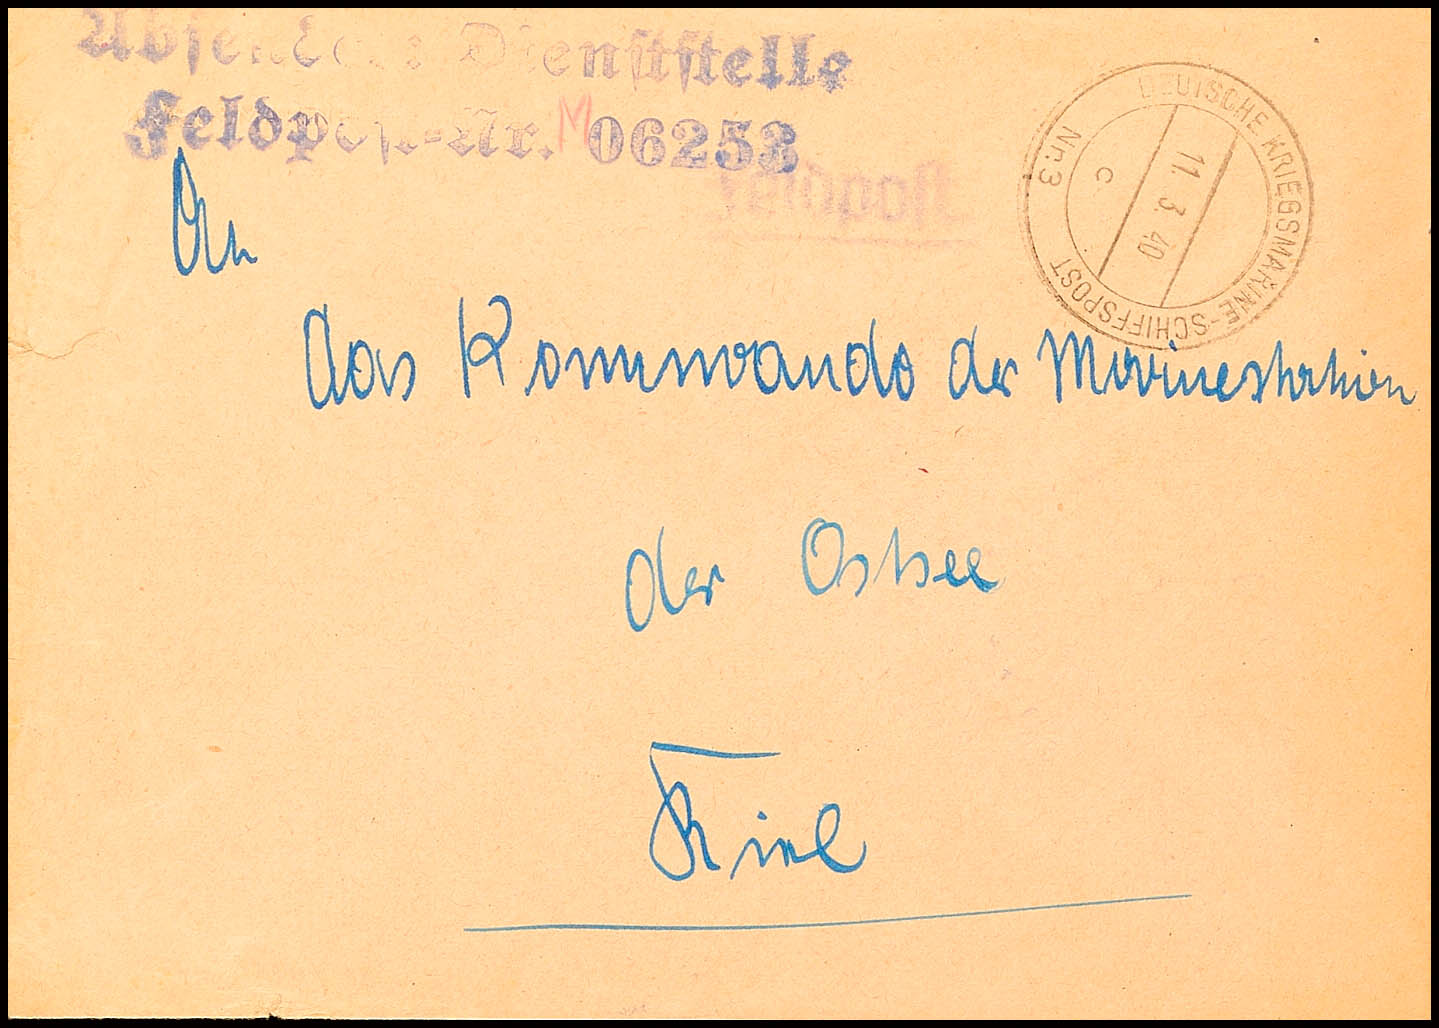 Absender: Dienststelle
Feldpost-Nr. M 06253
Feldpost
DEUTSCHE KRIEGSMARINE-SCHIFFSPOST
Nr. 3
c
11. 3. 40
An
das Kommando der Marinestation
der Ostsee
Kiel